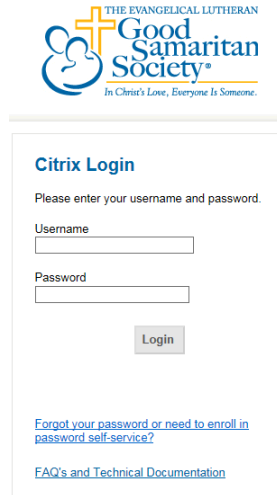 THE EVANGELICAL LUTHERAN
Good
Samaritan
Society®
In Christ's Love, Everyone Is Someone.
Citrix Login
Please enter your username and password.
Username
Password
Login
Forgot your password or need to enroll in
password self-service?
FAQ's and Technical Documentation